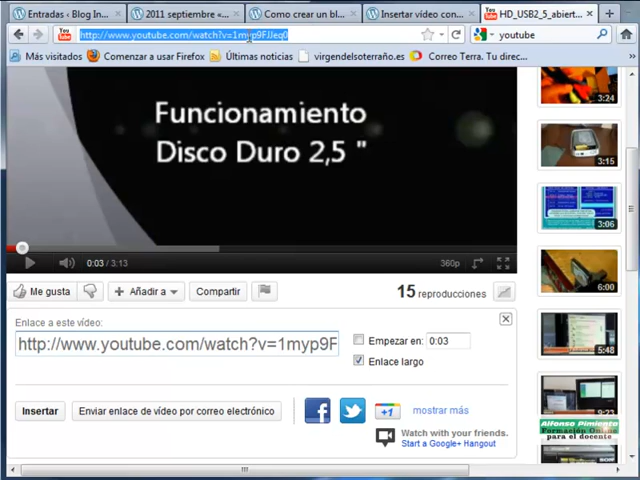 Entradas ‹ Blog In...
2011 septiembre «...
Como crear un bl...
Insertar vídeo con...
HD_USB2_5_abiert...
http://www.youtube.com/watch?v=1myp9FJJeq0
youtube
Más visitados
Comenzar a usar Firefox
Últimas noticias
virgendelsoterraño.es
Correo Terra. Tu direc...
Funcionamiento
Disco Duro 2,5 "
0:03 / 3:13
360p
3:24
3:15
3:06
6:00
5:48
9:23
Me gusta
Añadir a
Compartir
15 reproducciones
Enlace a este vídeo:
http://www.youtube.com/watch?v=1myp9F
Empezar en: 0:03
Enlace largo
Insertar
Enviar enlace de vídeo por correo electrónico
+1
mostrar más
Watch with your friends.
Start a Google+ Hangout
Alfonso Pimiento
Formación Online
para el docente